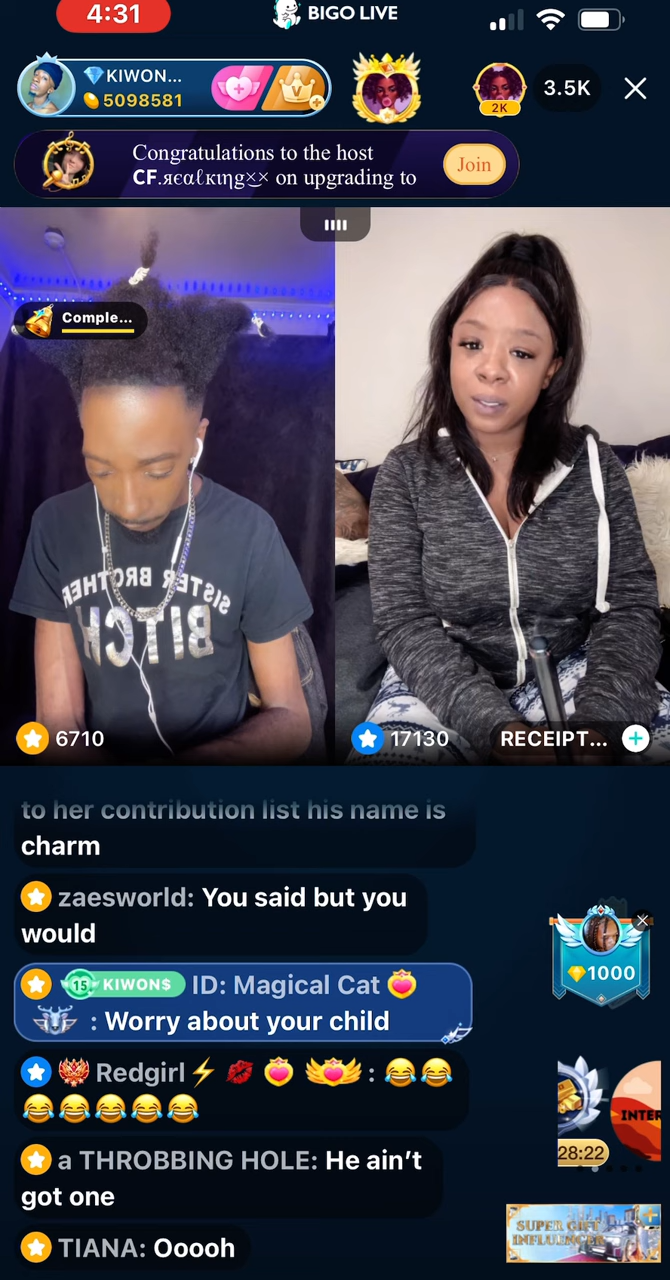 4:31
BIGO LIVE
KIWON...
5098581
2K
3.5K
Congratulations to the host
CF.яєαℓкιηg×͜× on upgrading to
Join
Comple...
SISTER BROTHER
BITCH
6710
17130
RECEIPT...
to her contribution list his name is
charm
zaesworld: You said but you
would
15 KIWON$ ID: Magical Cat 😍
: Worry about your child
1000
Redgirl⚡ 💋 : 😂😂
😂😂😂😂😂
INTER
28:22
a THROBBING HOLE: He ain’t
got one
SUPER GIFT
INFLUENCER
TIANA: Ooooh